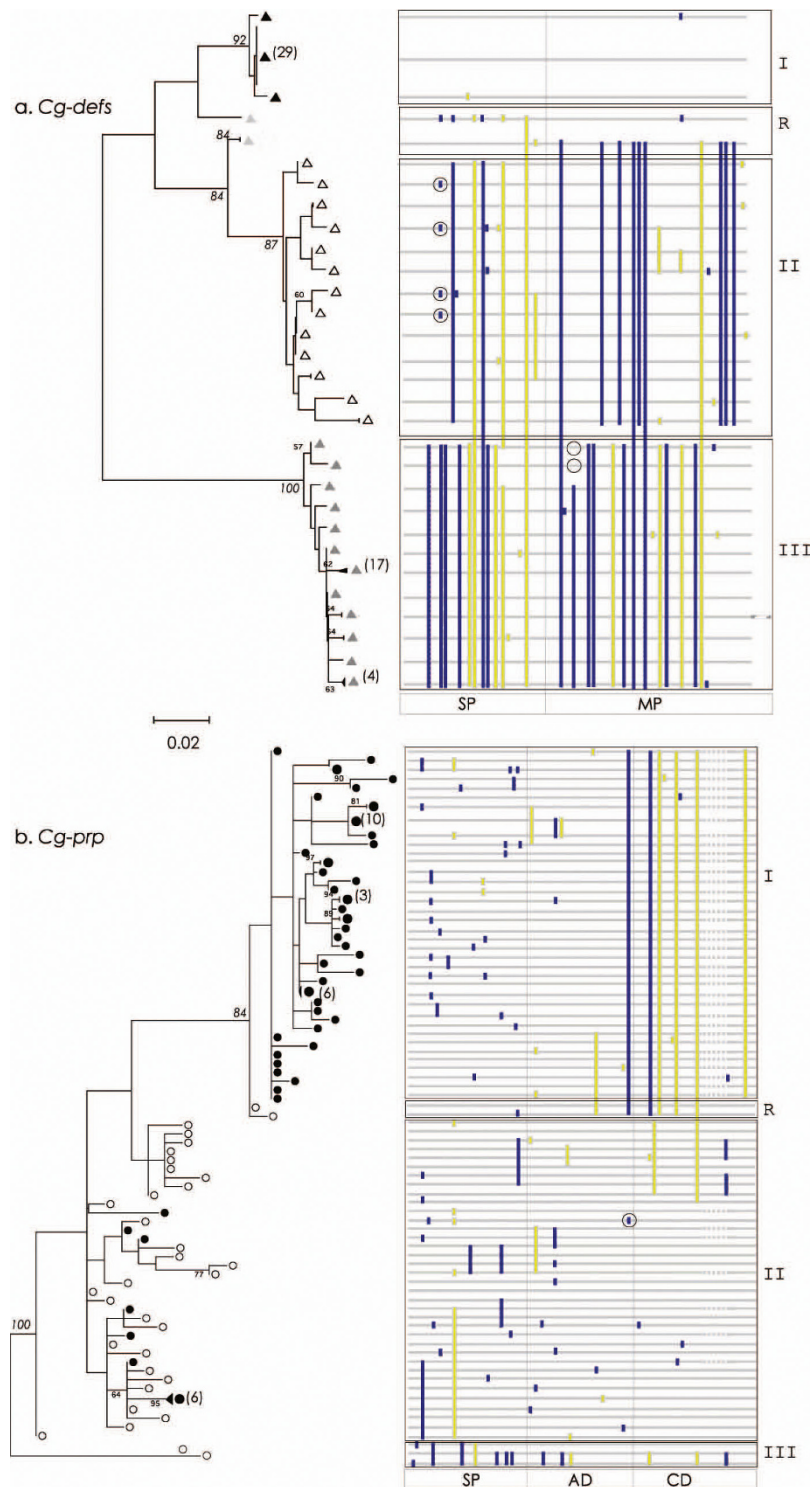 92
(29)
I
a. Cg-defs
R
84
84
87
II
60
57
100
III
62
(17)
54
54
(4)
63
SP MP
0.02
90
81
(10)
b. Cg-prp
97
I
94
(3)
89
(6)
84
R
77
II
100
64
95
(6)
III
SP AD CD